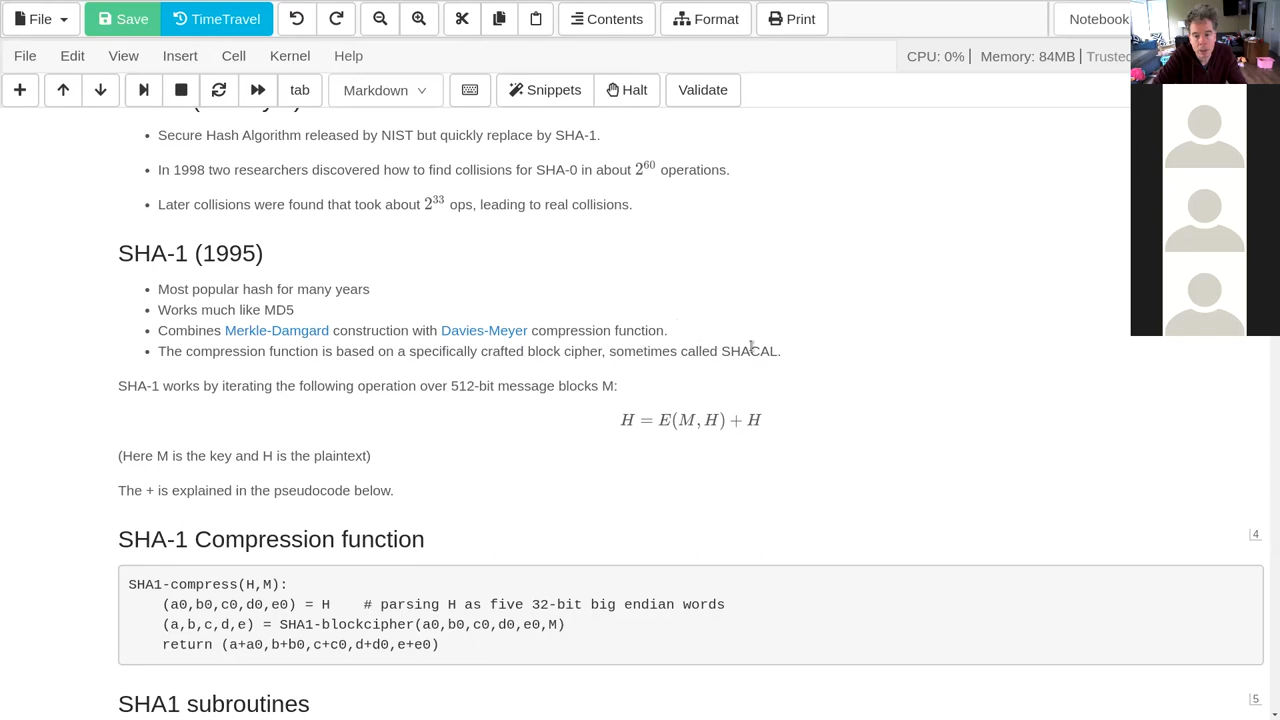 File Save TimeTravel Contents Format Print Notebook
File Edit View Insert Cell Kernel Help CPU: 0% | Memory: 84MB | Trusted
tab Markdown Snippets Halt Validate
• Secure Hash Algorithm released by NIST but quickly replace by SHA-1.
• In 1998 two researchers discovered how to find collisions for SHA-0 in about 2^60 operations.
• Later collisions were found that took about 2^33 ops, leading to real collisions.
SHA-1 (1995)
• Most popular hash for many years
• Works much like MD5
• Combines Merkle-Damgard construction with Davies-Meyer compression function.
• The compression function is based on a specifically crafted block cipher, sometimes called SHACAL.
SHA-1 works by iterating the following operation over 512-bit message blocks M:
H = E(M, H) + H
(Here M is the key and H is the plaintext)
The + is explained in the pseudocode below.
SHA-1 Compression function 4
SHA1-compress(H,M):
(a0,b0,c0,d0,e0) = H # parsing H as five 32-bit big endian words
(a,b,c,d,e) = SHA1-blockcipher(a0,b0,c0,d0,e0,M)
return (a+a0,b+b0,c+c0,d+d0,e+e0)
SHA1 subroutines 5